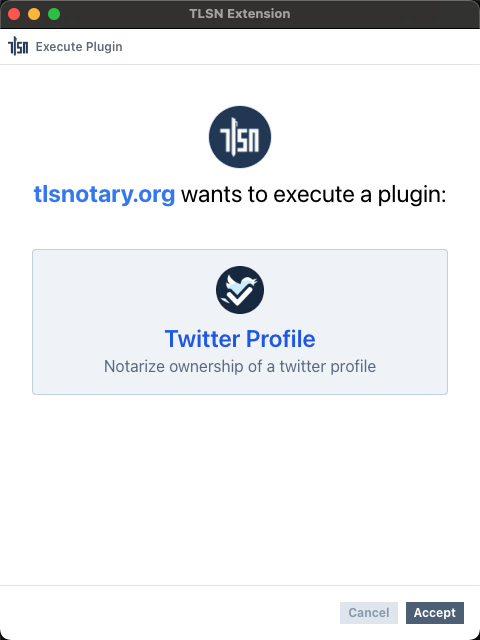 TLSN Extension
TLSN Execute Plugin
TLSN
tlsnotary.org wants to execute a plugin:
Twitter Profile
Notarize ownership of a twitter profile
Cancel Accept